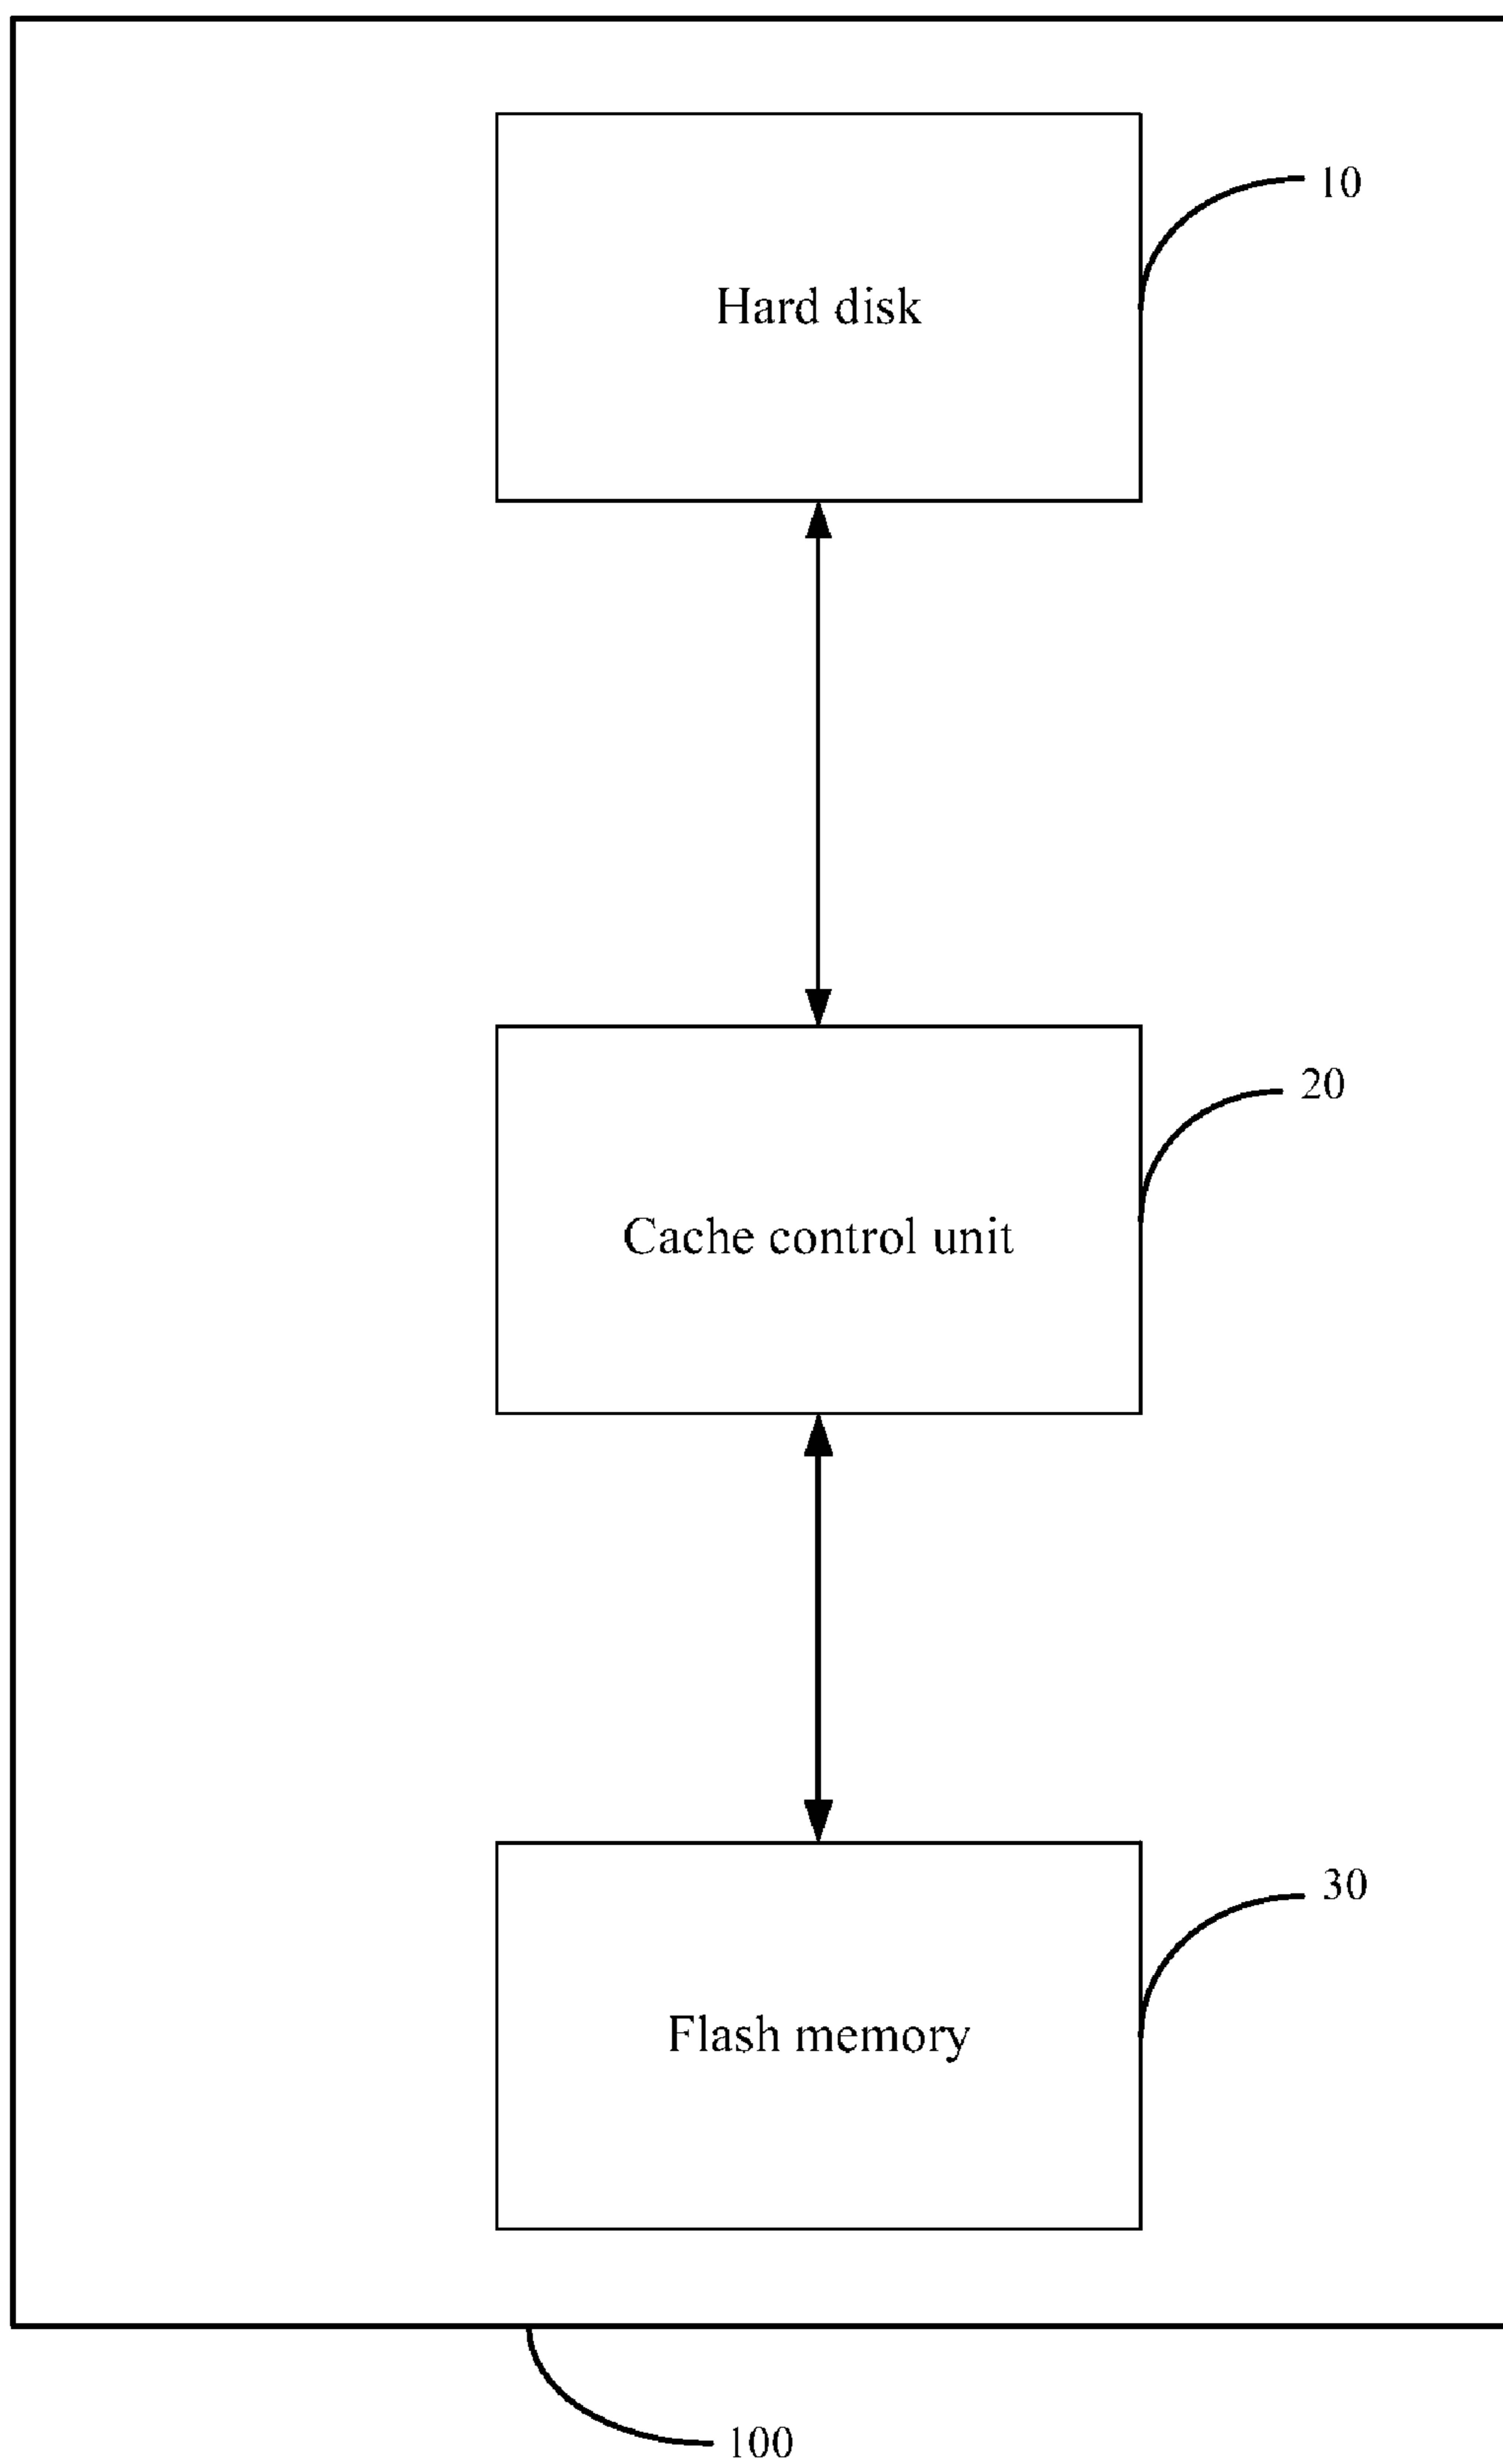 10
Hard disk
20
Cache control unit
30
Flash memory
100